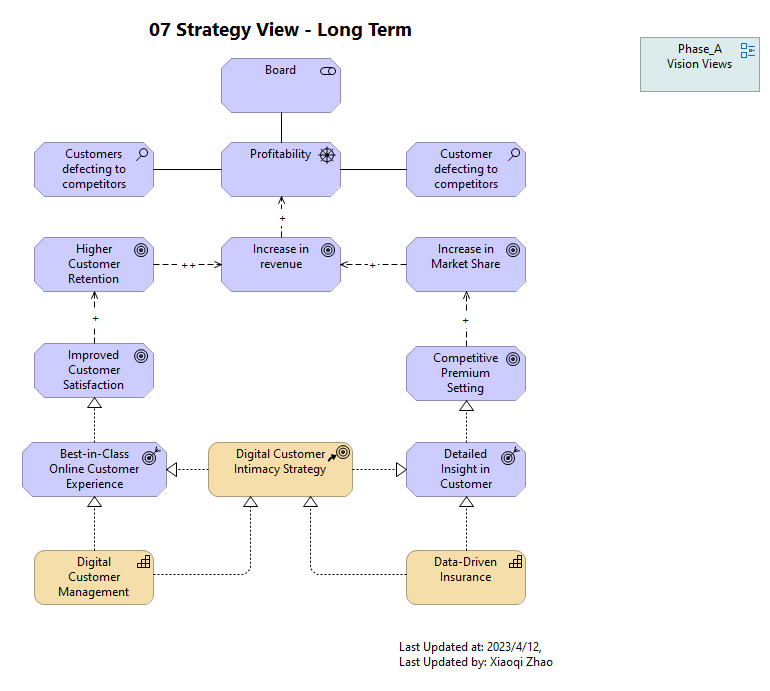 07 Strategy View - Long Term
Phase_A
Vision Views
Board
Customers
defecting to
competitors
Profitability
Customer
defecting to
competitors
+
Higher
Customer
Retention
++
Increase in
revenue
+
Increase in
Market Share
+
+
Improved
Customer
Satisfaction
Competitive
Premium
Setting
Best-in-Class
Online Customer
Experience
Digital Customer
Intimacy Strategy
Detailed
Insight in
Customer
Digital
Customer
Management
Data-Driven
Insurance
Last Updated at: 2023/4/12,
Last Updated by: Xiaoqi Zhao